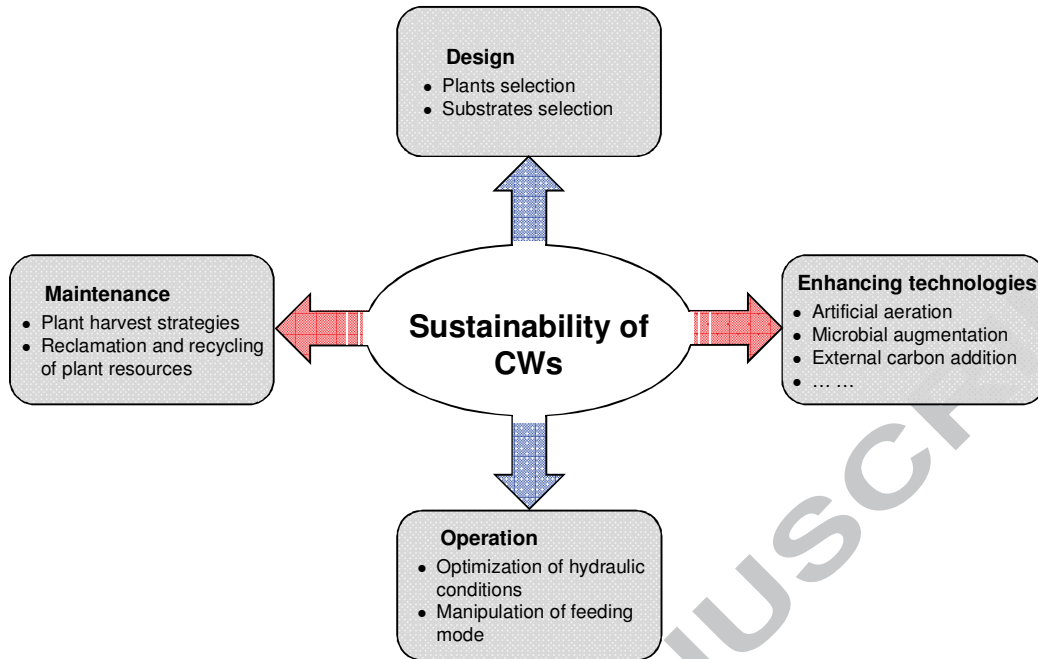 Design
• Plants selection
• Substrates selection
Maintenance
• Plant harvest strategies
• Reclamation and recycling
of plant resources
Sustainability of
CWs
Enhancing technologies
• Artificial aeration
• Microbial augmentation
• External carbon addition
• … …
Operation
• Optimization of hydraulic
conditions
• Manipulation of feeding
mode